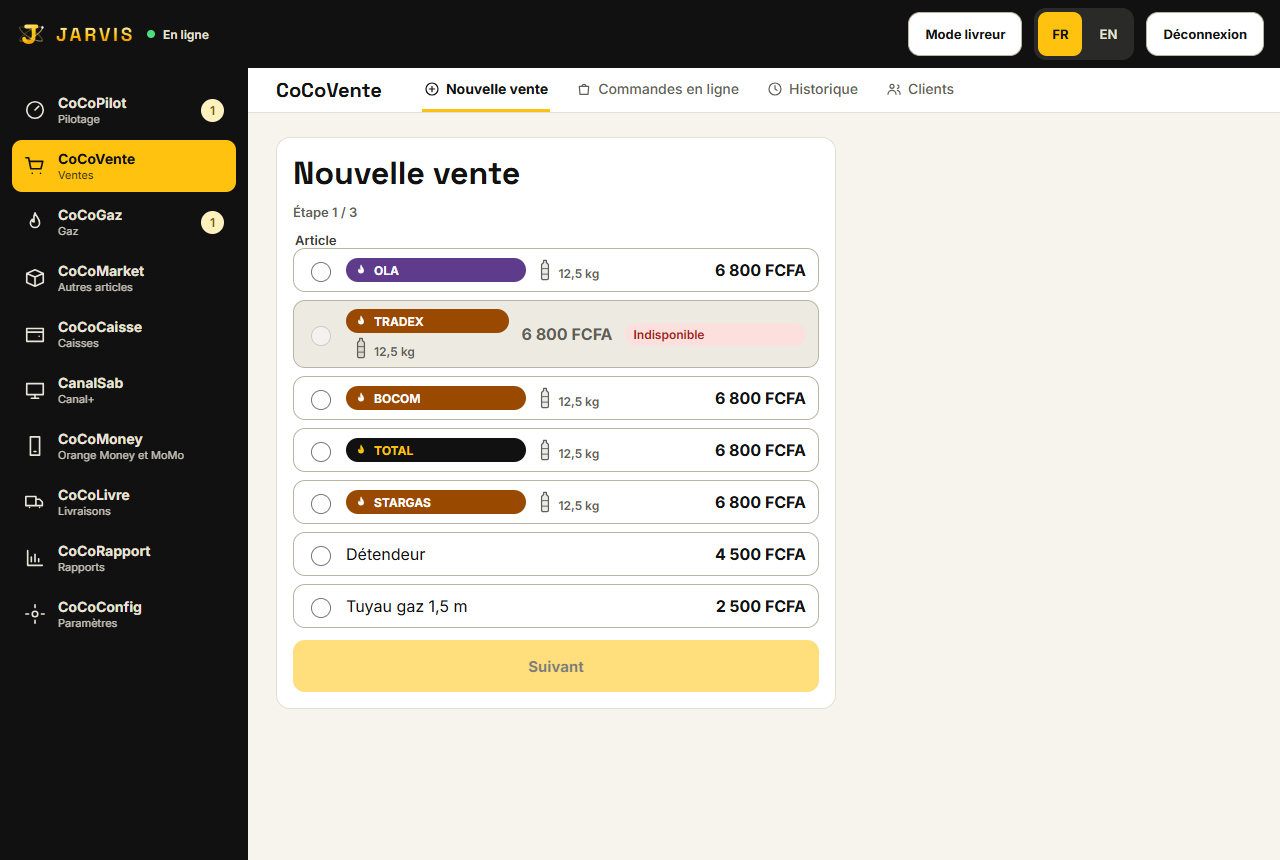 JARVIS
En ligne
Mode livreur
FR
EN
Déconnexion
CoCoPilot
Pilotage
1
CoCoVente
Ventes
CoCoGaz
Gaz
1
CoCoMarket
Autres articles
CoCoCaisse
Caisses
CanalSab
Canal+
CoCoMoney
Orange Money et MoMo
CoCoLivre
Livraisons
CoCoRapport
Rapports
CoCoConfig
Paramètres
CoCoVente
Nouvelle vente
Commandes en ligne
Historique
Clients
Nouvelle vente
Étape 1 / 3
Article
OLA 12,5 kg 6 800 FCFA
TRADEX
12,5 kg
6 800 FCFA Indisponible
BOCOM 12,5 kg 6 800 FCFA
TOTAL 12,5 kg 6 800 FCFA
STARGAS 12,5 kg 6 800 FCFA
Détendeur 4 500 FCFA
Tuyau gaz 1,5 m 2 500 FCFA
Suivant